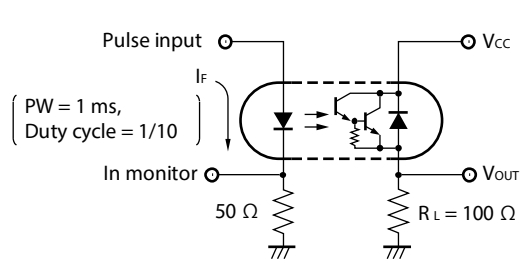 Pulse input
VCC
IF
PW = 1 ms,
Duty cycle = 1/10
In monitor
VOUT
50 Ω
RL = 100 Ω